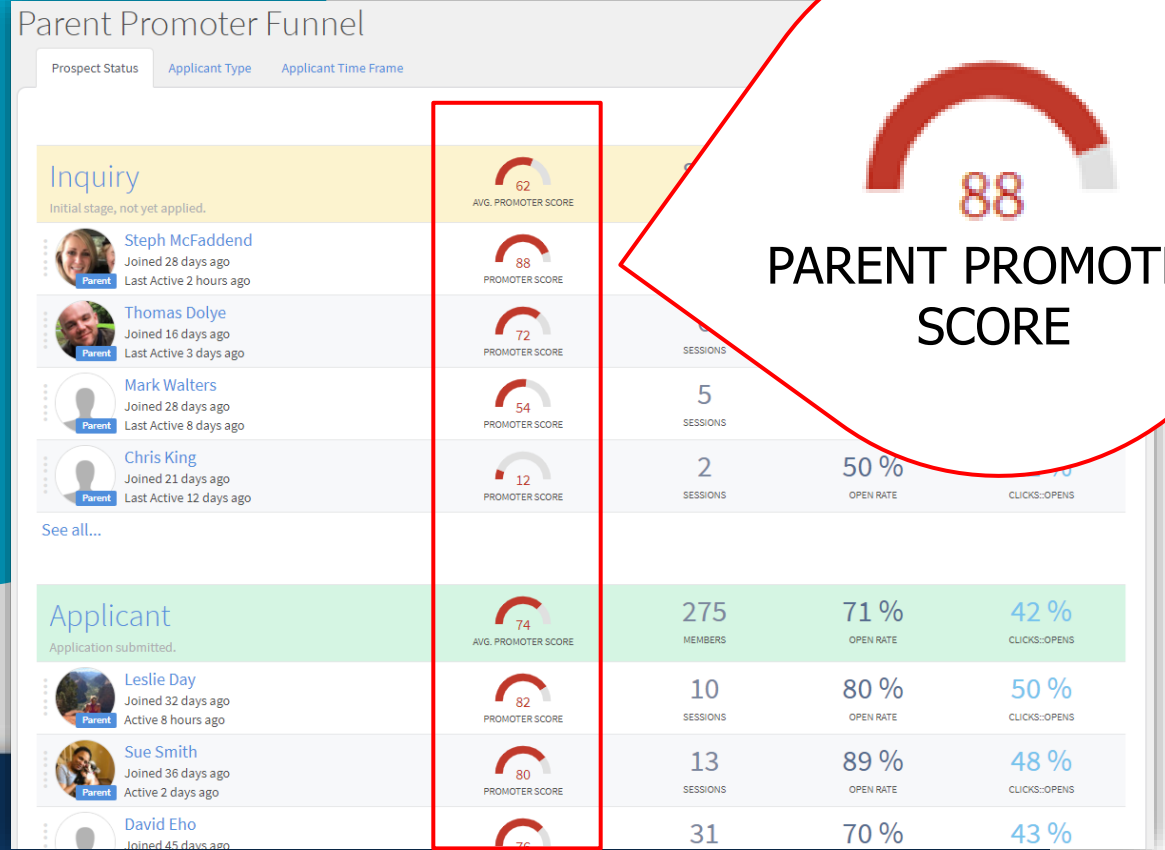 Parent Promoter Funnel
Prospect Status Applicant Type Applicant Time Frame
88
PARENT PROMOTE
SCORE
Inquiry
Initial stage, not yet applied.
62
AVG. PROMOTER SCORE
Steph McFaddend
Joined 28 days ago
Parent Last Active 2 hours ago
88
PROMOTER SCORE
Thomas Dolye
Joined 16 days ago
Parent Last Active 3 days ago
72
PROMOTER SCORE
SESSIONS
Mark Walters
Joined 28 days ago
Parent Last Active 8 days ago
54
PROMOTER SCORE
5
SESSIONS
Chris King
Joined 21 days ago
Parent Last Active 12 days ago
12
PROMOTER SCORE
2
SESSIONS
50 %
OPEN RATE
CLICKS::OPENS
See all...
Applicant
Application submitted.
74
AVG. PROMOTER SCORE
275
MEMBERS
71 %
OPEN RATE
42 %
CLICKS::OPENS
Leslie Day
Joined 32 days ago
Parent Active 8 hours ago
82
PROMOTER SCORE
10
SESSIONS
80 %
OPEN RATE
50 %
CLICKS::OPENS
Sue Smith
Joined 36 days ago
Parent Active 2 days ago
80
PROMOTER SCORE
13
SESSIONS
89 %
OPEN RATE
48 %
CLICKS::OPENS
David Eho
Joined 45 days ago
76
31
70 %
43 %